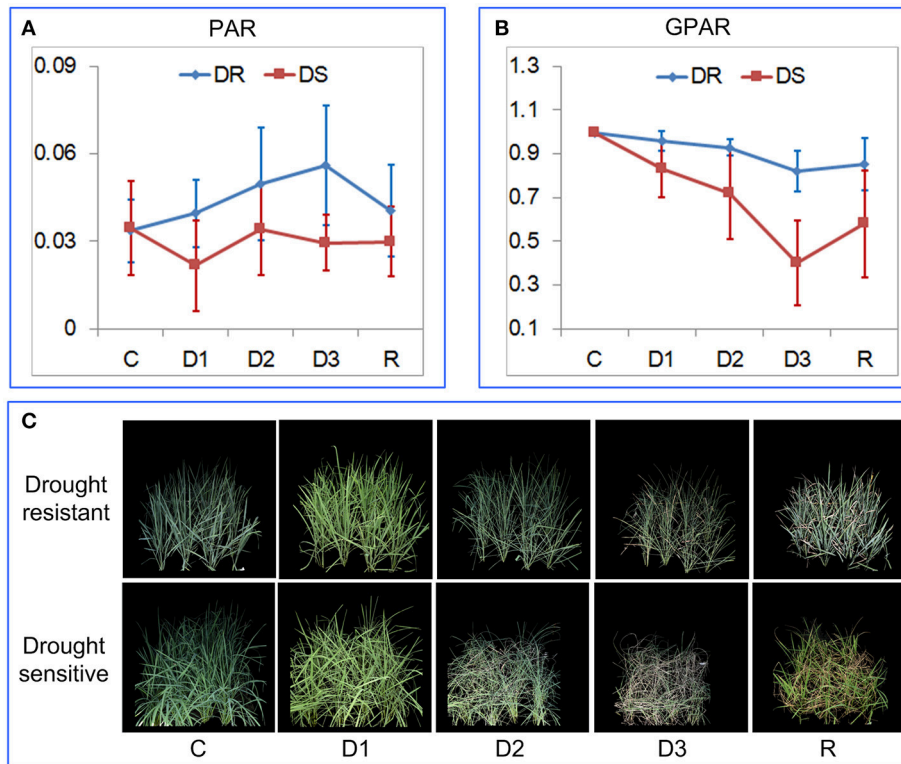 A
PAR
DR DS
0.09
0.06
0.03
0
C D1 D2 D3 R
B
GPAR
DR DS
1.3
1.1
0.9
0.7
0.5
0.3
0.1
C D1 D2 D3 R
C
Drought
resistant
Drought
sensitive
C D1 D2 D3 R